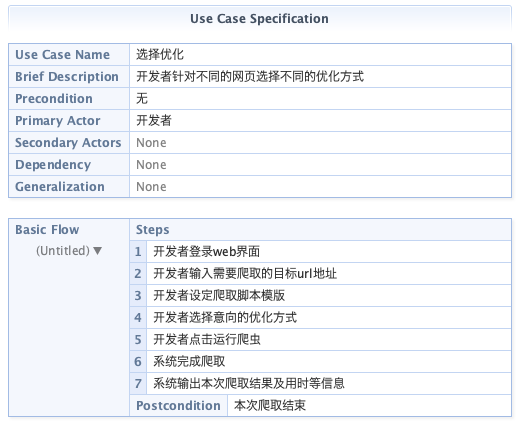 Use Case Specification
Use Case Name 选择优化
Brief Description 开发者针对不同的网页选择不同的优化方式
Precondition 无
Primary Actor 开发者
Secondary Actors None
Dependency None
Generalization None
Basic Flow Steps
(Untitled) ▼ 1 开发者登录web界面
2 开发者输入需要爬取的目标url地址
3 开发者设定爬取脚本模版
4 开发者选择意向的优化方式
5 开发者点击运行爬虫
6 系统完成爬取
7 系统输出本次爬取结果及用时等信息
Postcondition 本次爬取结束